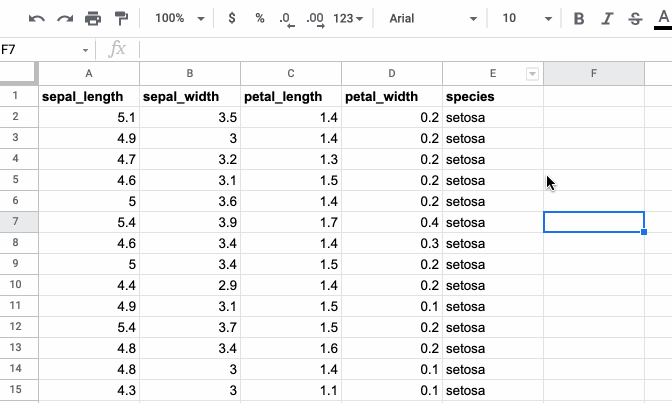 100% $ % .0 .00 123 Arial 10 B I S A
F7 fx
A B C D E F
1 sepal_length sepal_width petal_length petal_width species
2 5.1 3.5 1.4 0.2 setosa
3 4.9 3 1.4 0.2 setosa
4 4.7 3.2 1.3 0.2 setosa
5 4.6 3.1 1.5 0.2 setosa
6 5 3.6 1.4 0.2 setosa
7 5.4 3.9 1.7 0.4 setosa
8 4.6 3.4 1.4 0.3 setosa
9 5 3.4 1.5 0.2 setosa
10 4.4 2.9 1.4 0.2 setosa
11 4.9 3.1 1.5 0.1 setosa
12 5.4 3.7 1.5 0.2 setosa
13 4.8 3.4 1.6 0.2 setosa
14 4.8 3 1.4 0.1 setosa
15 4.3 3 1.1 0.1 setosa